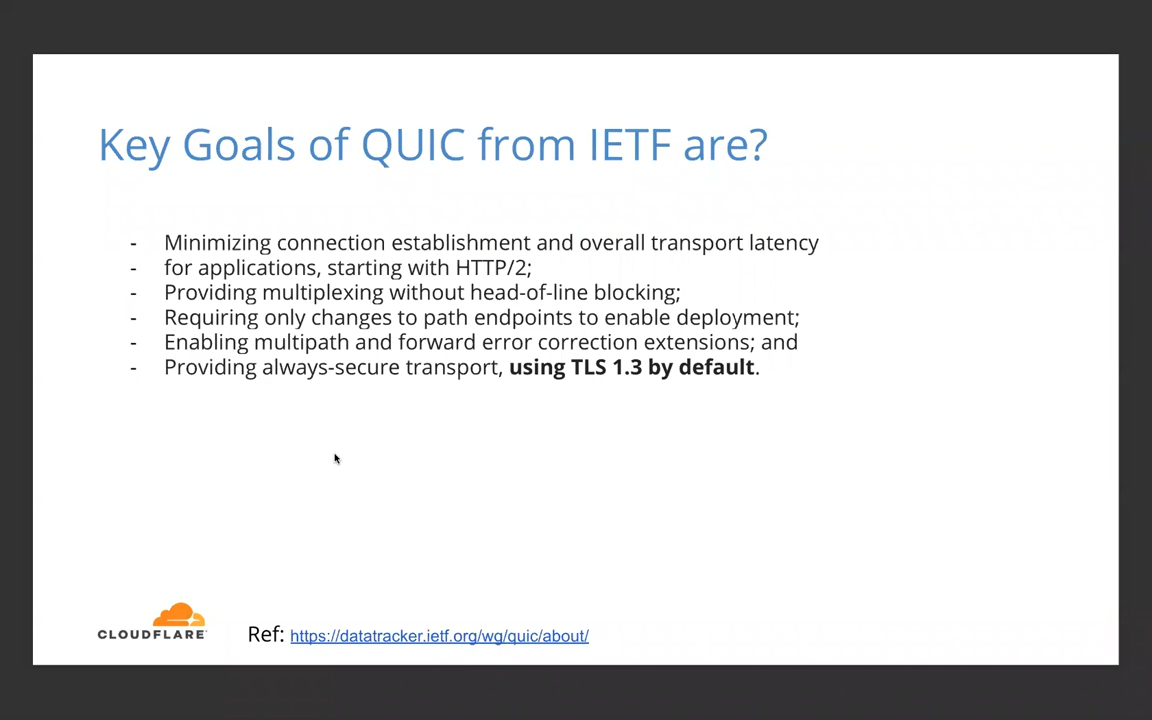 Key Goals of QUIC from IETF are?
- Minimizing connection establishment and overall transport latency
- for applications, starting with HTTP/2;
- Providing multiplexing without head-of-line blocking;
- Requiring only changes to path endpoints to enable deployment;
- Enabling multipath and forward error correction extensions; and
- Providing always-secure transport, using TLS 1.3 by default.
CLOUDFLARE
Ref: https://datatracker.ietf.org/wg/quic/about/